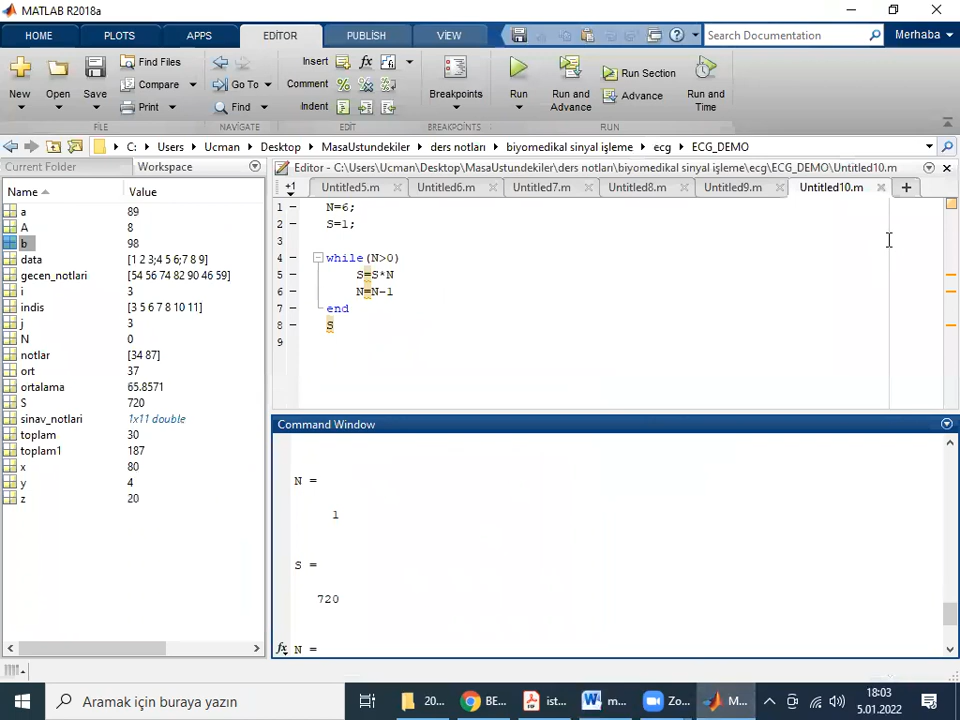 MATLAB R2018a
HOME PLOTS APPS EDITOR PUBLISH VIEW Search Documentation Merhaba
New Open Save Find Files Compare Print
Go To Find
Insert fx
Comment
Indent
Breakpoints Run Run and Advance Run Section Advance Run and Time
FILE NAVIGATE EDIT BREAKPOINTS RUN
C: Users Ucman Desktop MasaUstundekiler ders notları biyomedikal sinyal işleme ecg ECG_DEMO
Current Folder Workspace
Name Value
a 89
A 8
b 98
data [1 2 3;4 5 6;7 8 9]
gecen_notlari [54 56 74 82 90 46 59]
i 3
indis [3 5 6 7 8 10 11]
j 3
N 0
notlar [34 87]
ort 37
ortalama 65.8571
S 720
sinav_notlari 1x11 double
toplam 30
toplam1 187
x 80
y 4
z 20
Editor - C:\Users\Ucman\Desktop\MasaUstundekiler\ders notları\biyomedikal sinyal işleme\ecg\ECG_DEMO\Untitled10.m
+1 Untitled5.m Untitled6.m Untitled7.m Untitled8.m Untitled9.m Untitled10.m
1 N=6;
2 S=1;
3
4 while(N>0)
5 S=S*N
6 N=N-1
7 end
8 S
9
Command Window
N =
1
S =
720
fx N =
Aramak için buraya yazın
20... BE... ist... m... Zo... M...
18:03
5.01.2022